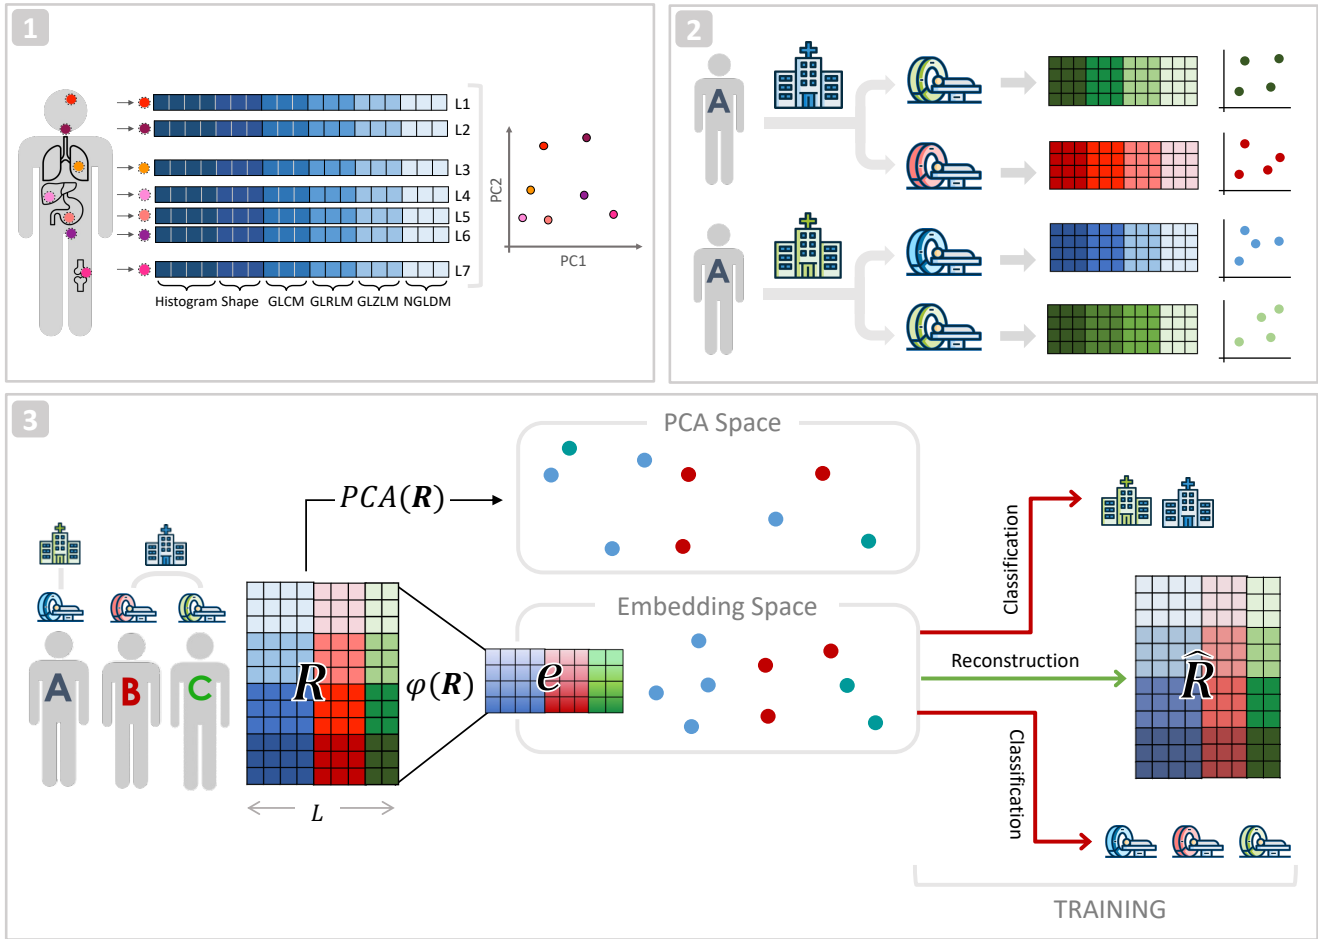 1
L1
L2
L3
L4
L5
L6
L7
Histogram Shape GLCM GLRLM GLZLM NGLDM
PC2
PC1
2
A
A
3
PCA Space
PCA(R)
Embedding Space
A B C
R
φ(R)
e
L
Classification
Reconstruction
R̂
Classification
TRAINING